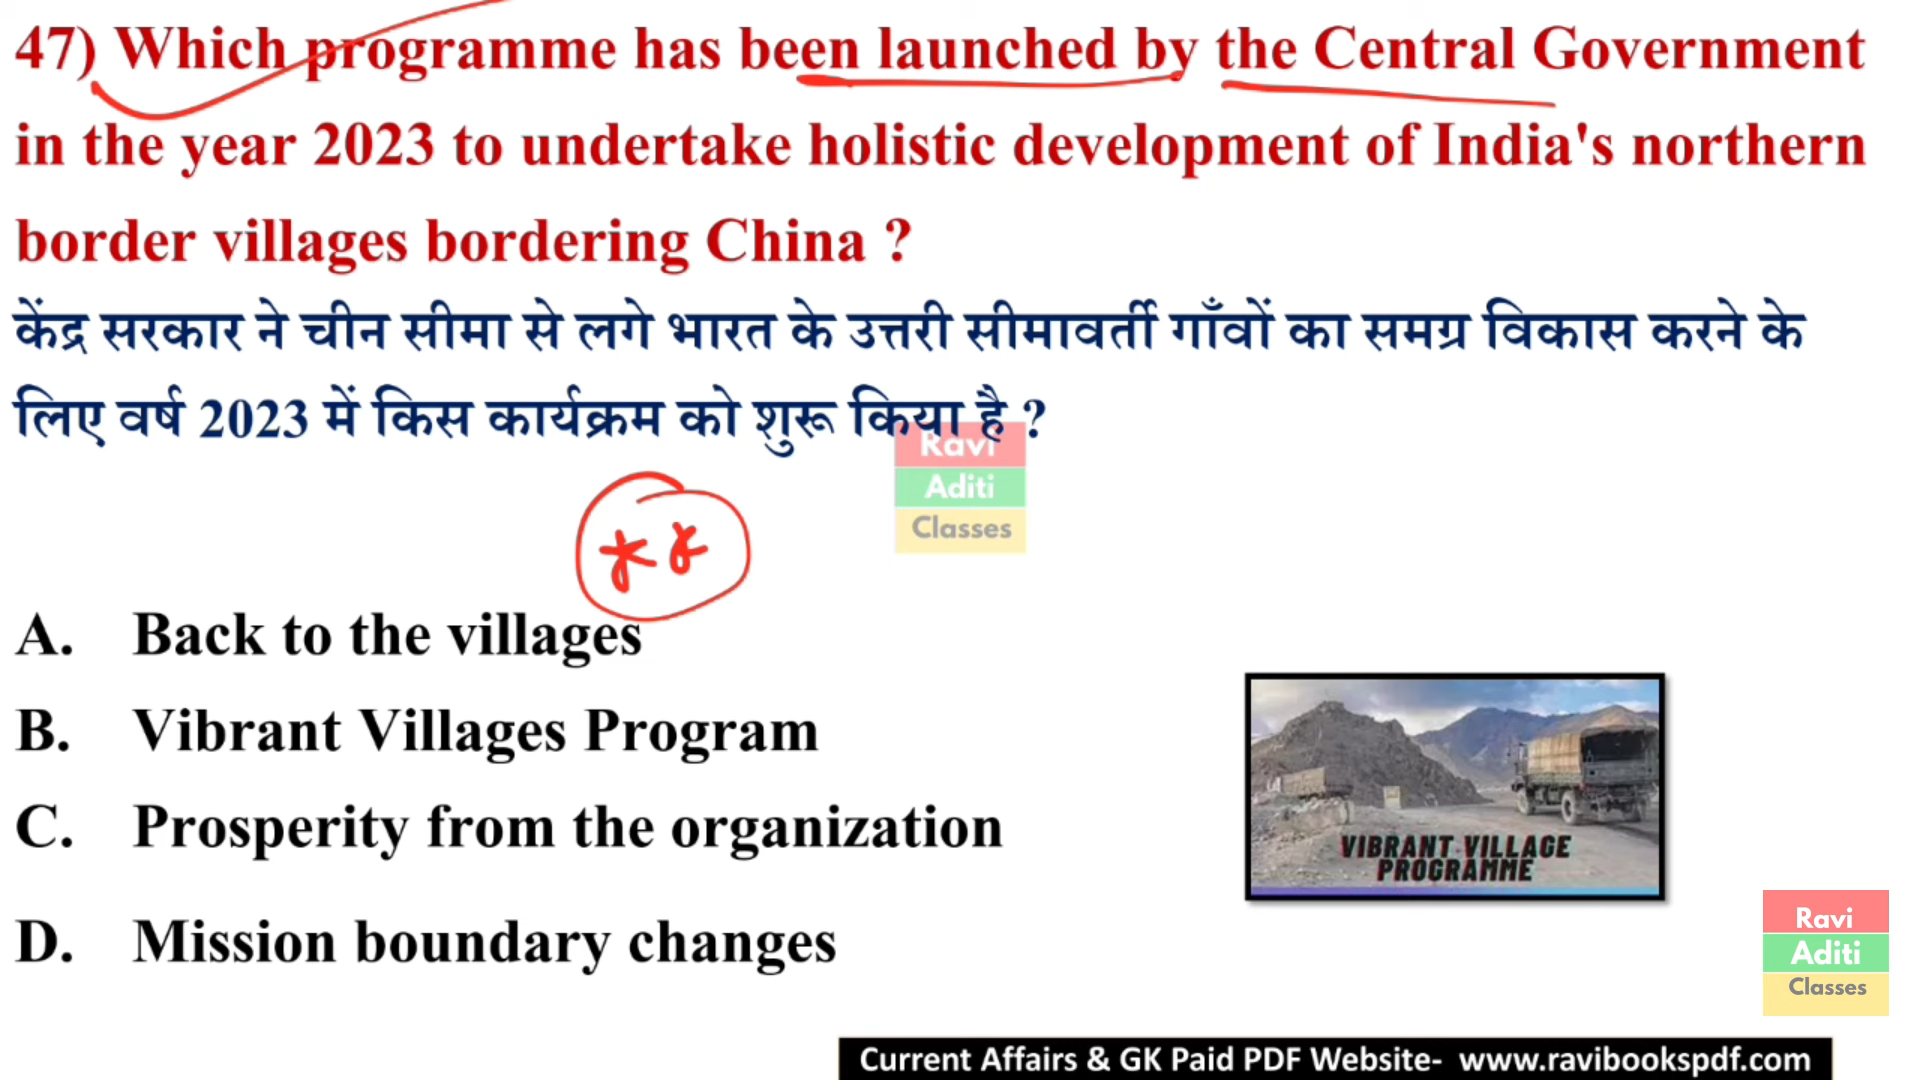 47) Which programme has been launched by the Central Government
in the year 2023 to undertake holistic development of India's northern
border villages bordering China ?
केंद्र सरकार ने चीन सीमा से लगे भारत के उत्तरी सीमावर्ती गाँवों का समग्र विकास करने के
लिए वर्ष 2023 में किस कार्यक्रम को शुरू किया है ?
Ravi
Aditi
Classes
A. Back to the villages
B. Vibrant Villages Program
C. Prosperity from the organization
D. Mission boundary changes
VIBRANT VILLAGE
PROGRAMME
Ravi
Aditi
Classes
Current Affairs & GK Paid PDF Website- www.ravibookspdf.com